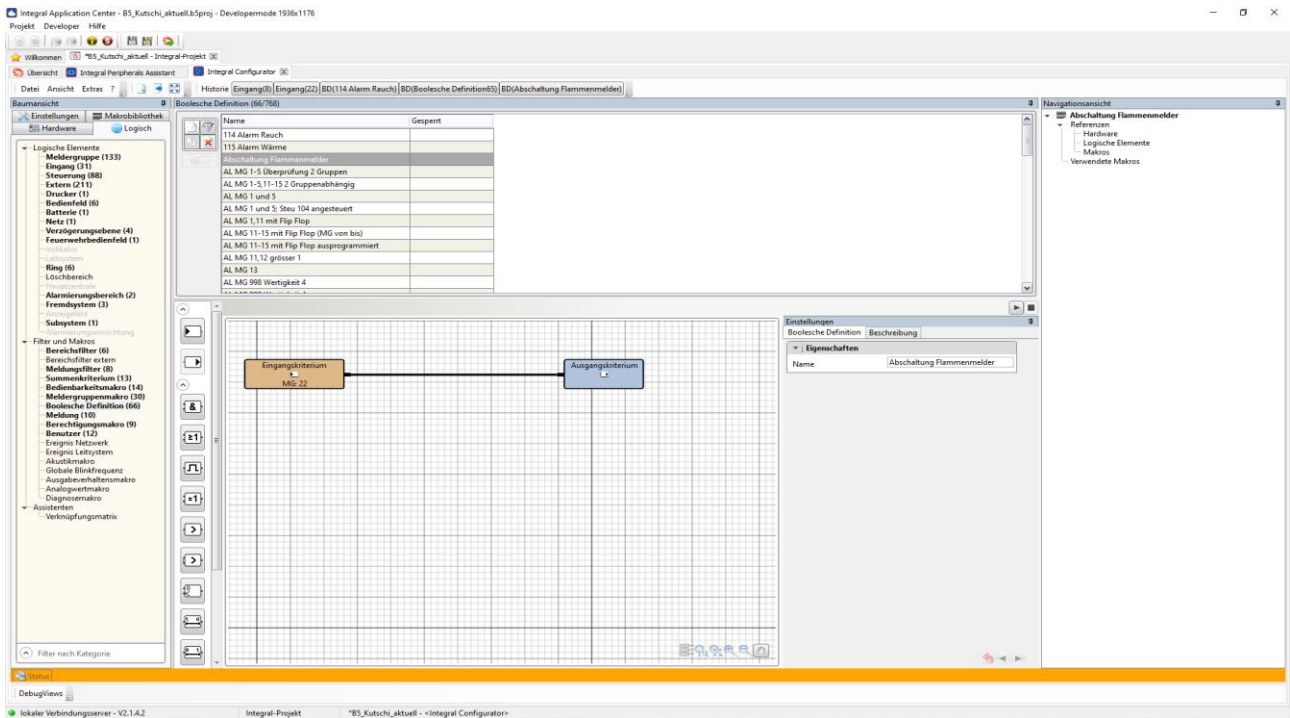 Integral Application Center - B5_Kutschi_aktuell.b5proj - Developermode 1936x1176
Projekt Developer Hilfe
Willkommen *B5_Kutschi_aktuell - Integral-Projekt
Übersicht Integral Peripherals Assistant Integral Configurator
Datei Ansicht Extras ? Historie Eingang(8) Eingang(22) BD(114 Alarm Rauch) BD(Boolesche Definition65) BD(Abschaltung Flammenmelder)
Baumansicht
Einstellungen Makrobibliothek
Hardware Logisch
Logische Elemente
Meldergruppe (133)
Eingang (31)
Steuerung (88)
Extern (211)
Drucker (1)
Bedienfeld (6)
Batterie (1)
Netz (1)
Verzögerungsebene (4)
Feuerwehrbedienfeld (1)
Indikator
Leitsystem
Ring (6)
Löschbereich
Hauptzentrale
Alarmierungsbereich (2)
Fremdsystem (3)
Anzeigefeld
Subsystem (1)
Alarmierungseinrichtung
Filter und Makros
Bereichsfilter (6)
Bereichsfilter extern
Meldungsfilter (8)
Summenkriterium (13)
Bedienbarkeitsmakro (14)
Meldergruppenmakro (30)
Boolesche Definition (66)
Meldung (10)
Berechtigungsmakro (9)
Benutzer (12)
Ereignis Netzwerk
Ereignis Leitsystem
Akustikmakro
Globale Blinkfrequenz
Ausgabeverhaltensmakro
Analogwertmakro
Diagnosemakro
Assistenten
Verknüpfungsmatrix
Filter nach Kategorie
Boolesche Definition (66/768)
Name Gesperrt
114 Alarm Rauch
115 Alarm Wärme
Abschaltung Flammenmelder
AL MG 1-5 Überprüfung 2 Gruppen
AL MG 1-5,11-15 2 Gruppenabhängig
AL MG 1 und 5
AL MG 1 und 5; Steu 104 angesteuert
AL MG 1,11 mit Flip Flop
AL MG 11-15 mit Flip Flop (MG von bis)
AL MG 11-15 mit Flip Flop ausprogrammiert
AL MG 11,12 grösser 1
AL MG 13
AL MG 998 Wertigkeit 4
&
≥1
=1
>
>
Eingangskriterium
MG: 22
Ausgangskriterium
Einstellungen
Boolesche Definition Beschreibung
Eigenschaften
Name Abschaltung Flammenmelder
Navigationsansicht
Abschaltung Flammenmelder
Referenzen
Hardware
Logische Elemente
Makros
Verwendete Makros
Status
DebugViews
lokaler Verbindungsserver - V2.1.4.2 Integral-Projekt *B5_Kutschi_aktuell - <Integral Configurator>